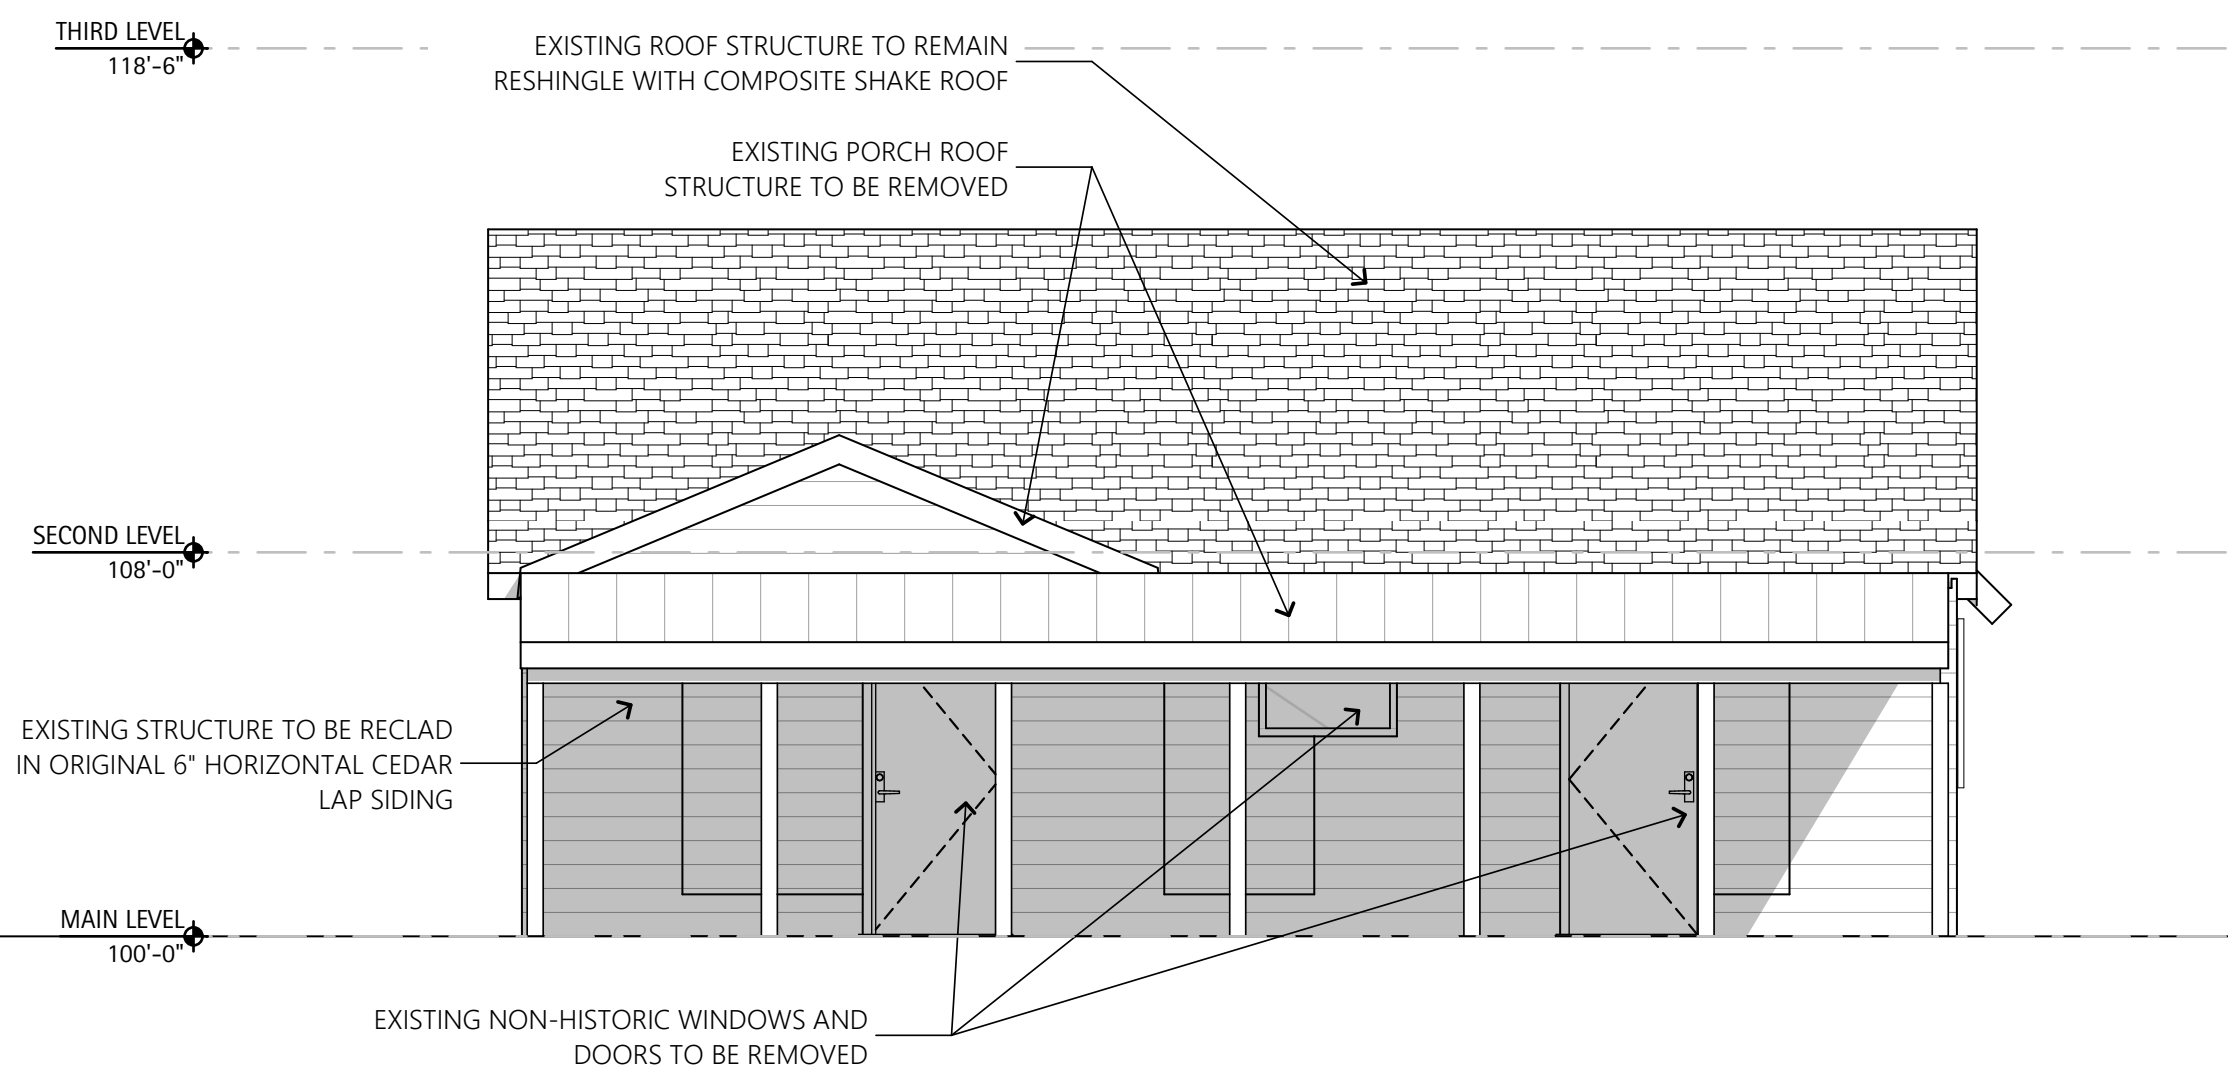 THIRD LEVEL
118'-6"
EXISTING ROOF STRUCTURE TO REMAIN
RESHINGLE WITH COMPOSITE SHAKE ROOF
EXISTING PORCH ROOF
STRUCTURE TO BE REMOVED
SECOND LEVEL
108'-0"
EXISTING STRUCTURE TO BE RECLAD
IN ORIGINAL 6" HORIZONTAL CEDAR
LAP SIDING
MAIN LEVEL
100'-0"
EXISTING NON-HISTORIC WINDOWS AND
DOORS TO BE REMOVED